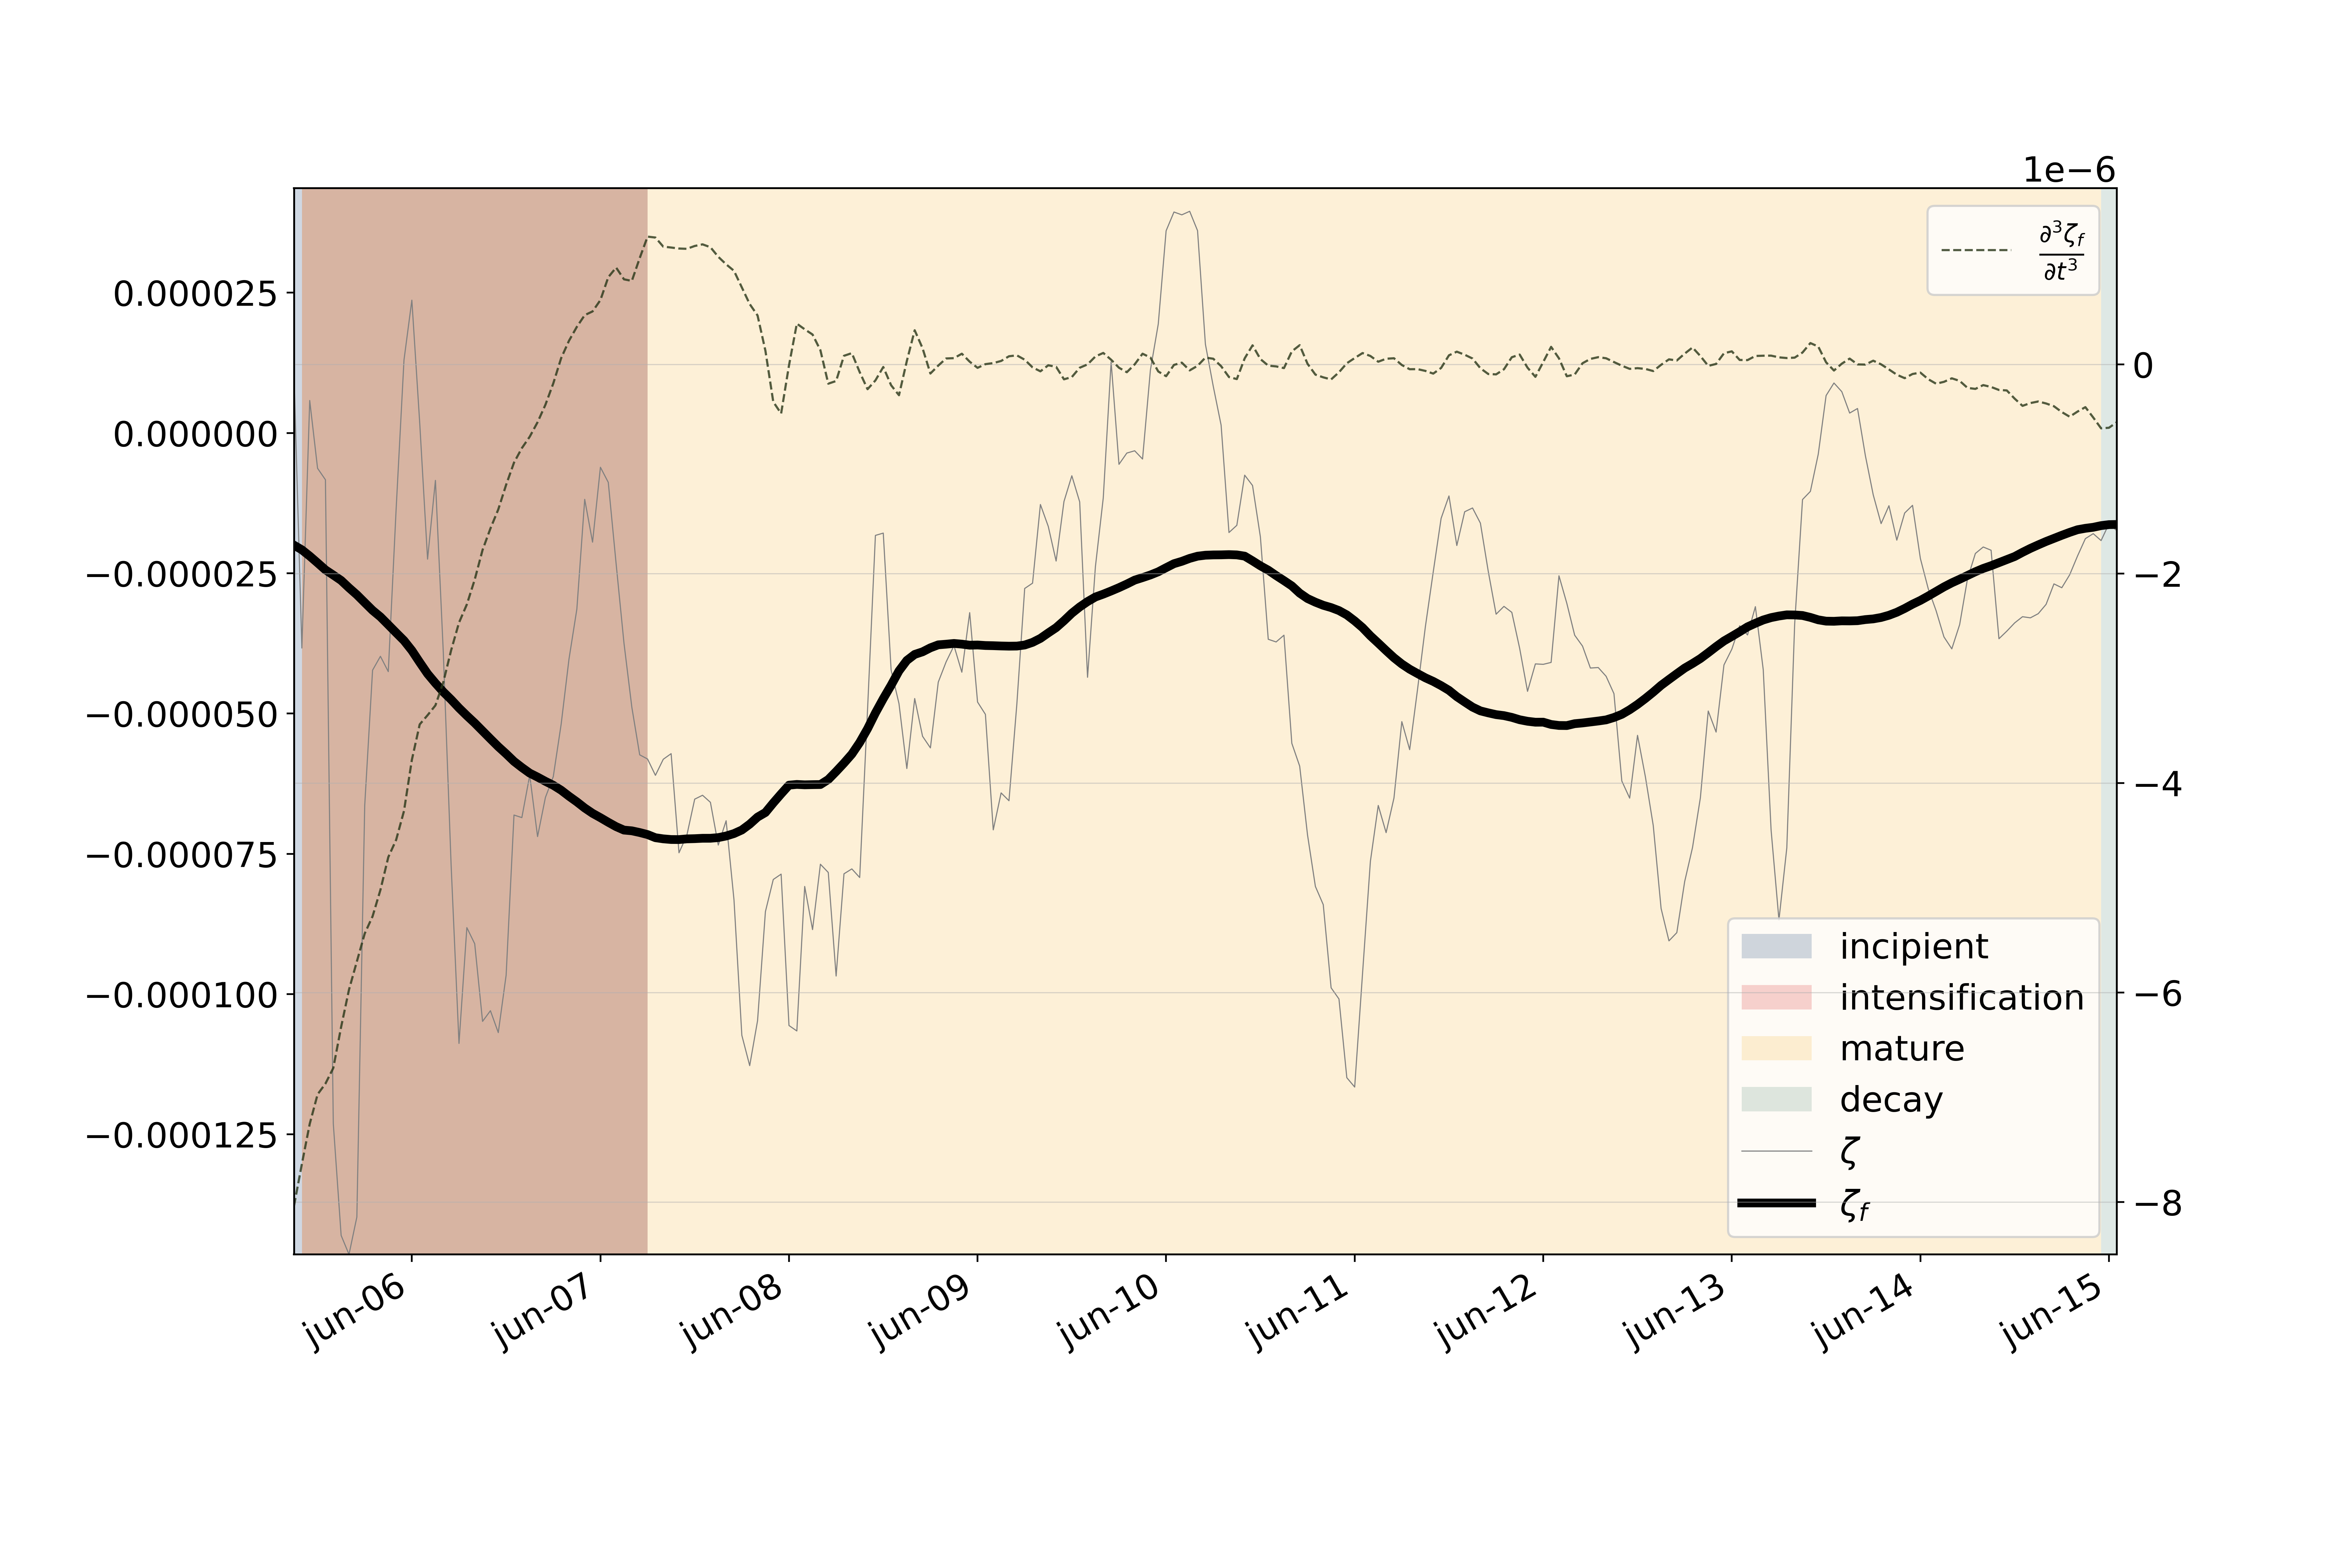 1e−6
∂³ζ_f
∂t³
0.000025
0.000000
−0.000025
−0.000050
−0.000075
−0.000100
−0.000125
0
−2
−4
−6
−8
incipient
intensification
mature
decay
ζ
ζ_f
jun-06
jun-07
jun-08
jun-09
jun-10
jun-11
jun-12
jun-13
jun-14
jun-15